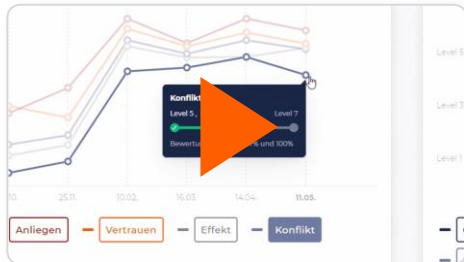 Level 5
Konflikt
Level 5, Level 7
Level 3
Bewertu % und 100%
Level 1
10. 25.11. 10.02. 16.03. 14.04. 11.05.
Anliegen Vertrauen Effekt Konflikt